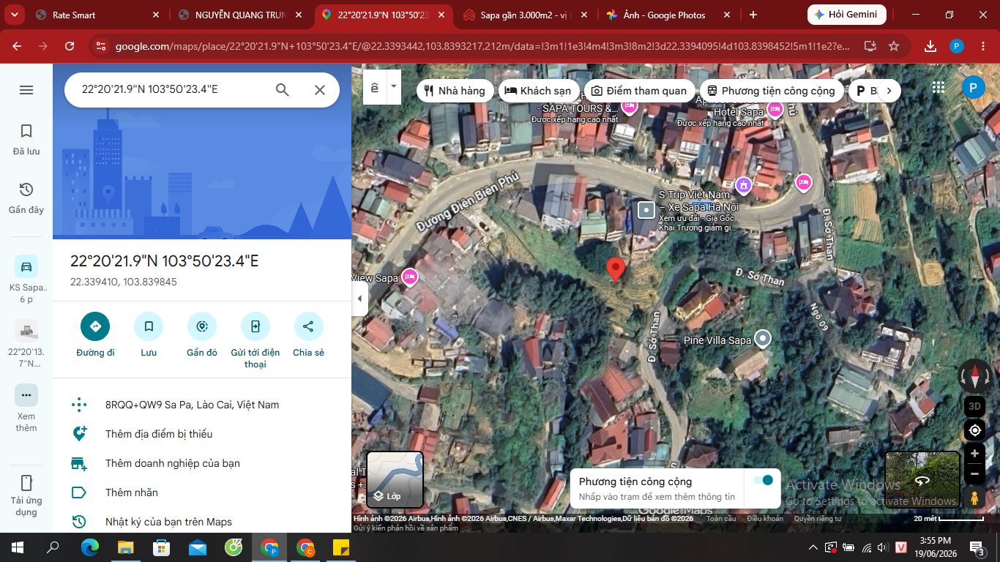 Rate Smart
NGUYỄN QUANG TRUN
22°20'21.9"N 103°50'23
Sapa gần 3.000m2 - vị t
Ảnh - Google Photos
Hỏi Gemini
google.com/maps/place/22°20'21.9"N+103°50'23.4"E/@22.3393442,103.8393217,212m/data=!3m1!1e3!4m4!3m3!8m2!3d22.3394095!4d103.8398452!5m1!1e2?e...
P
22°20'21.9"N 103°50'23.4"E
ê
Nhà hàng
Khách sạn
Điểm tham quan
Phương tiện công cộng
P
P
Đã lưu
Gần đây
KS Sapa..
6 p
22°20'13.
7"N...
Xem
thêm
Tải ứng
dụng
22°20'21.9"N 103°50'23.4"E
22.339410, 103.839845
Đường đi
Lưu
Gần đó
Gửi tới điện
thoại
Chia sẻ
8RQQ+QW9 Sa Pa, Lào Cai, Việt Nam
Thêm địa điểm bị thiếu
Thêm doanh nghiệp của bạn
Thêm nhãn
Nhật ký của bạn trên Maps
- SAPA TOURS &...
Được xếp hạng cao nhất
Hotel Sapa
Được xếp hạng cao nhất
Đường Điện Biên Phủ
S-Trip Việt Nam
– Xe Sapa Hà Nội
Xem ưu đãi - Giá Gốc
Khai Trương giảm gi...
Đ. Sở Than
Đ. Sở Than
View Sapa
Ngõ 09
Đ. Sở Than
Pine Villa Sapa
3D
Lớp
Phương tiện công cộng
Nhấp vào trạm để xem thêm thông tin
Activate Windows
Go to Settings to activate Windows.
Google Maps
Hình ảnh ©2026 Airbus,Hình ảnh ©2026 Airbus,CNES / Airbus,Maxar Technologies,Dữ liệu bản đồ ©2026
Toàn cầu
Điều khoản
Quyền riêng tư
20 mét
Gửi ý kiến phản hồi về sản phẩm
P
C
V
3:55 PM
19/06/2026
3